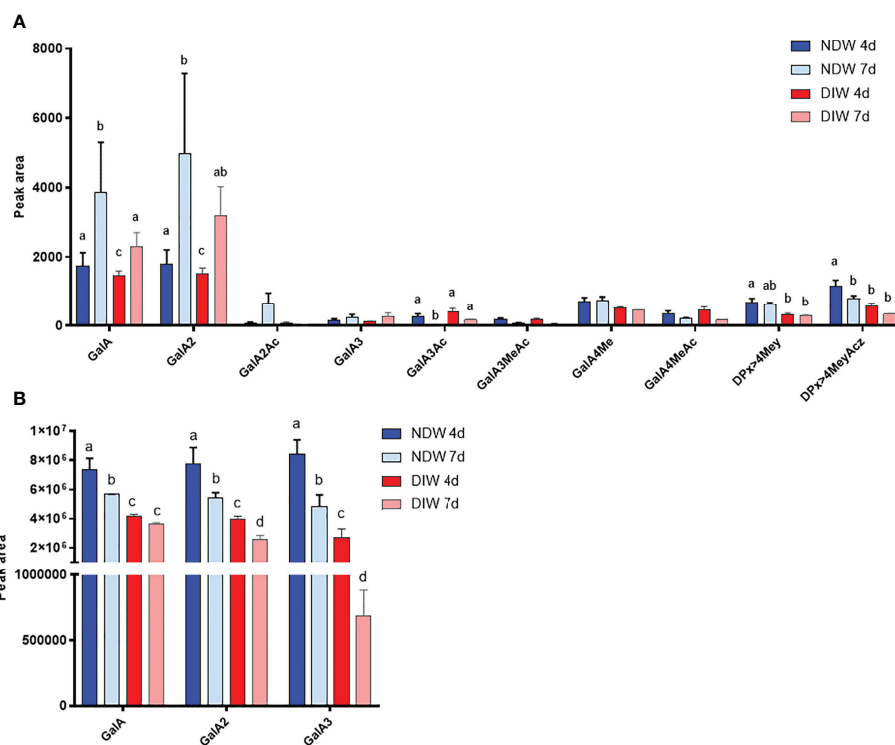 A
8000
6000
4000
2000
0
Peak area
NDW 4d
NDW 7d
DIW 4d
DIW 7d
a b a c b a c ab
a b a a
a ab b b
a b b b
GalA GalA2 GalA2Ac GalA3 GalA3Ac GalA3MeAc GalA4Me GalA4MeAc DPx>4Mey DPx>4MeyAcz
B
1×10⁷
8×10⁶
6×10⁶
4×10⁶
2×10⁶
1000000
500000
0
Peak area
NDW 4d
NDW 7d
DIW 4d
DIW 7d
a b c c
a b c d
a b c d
GalA GalA2 GalA3